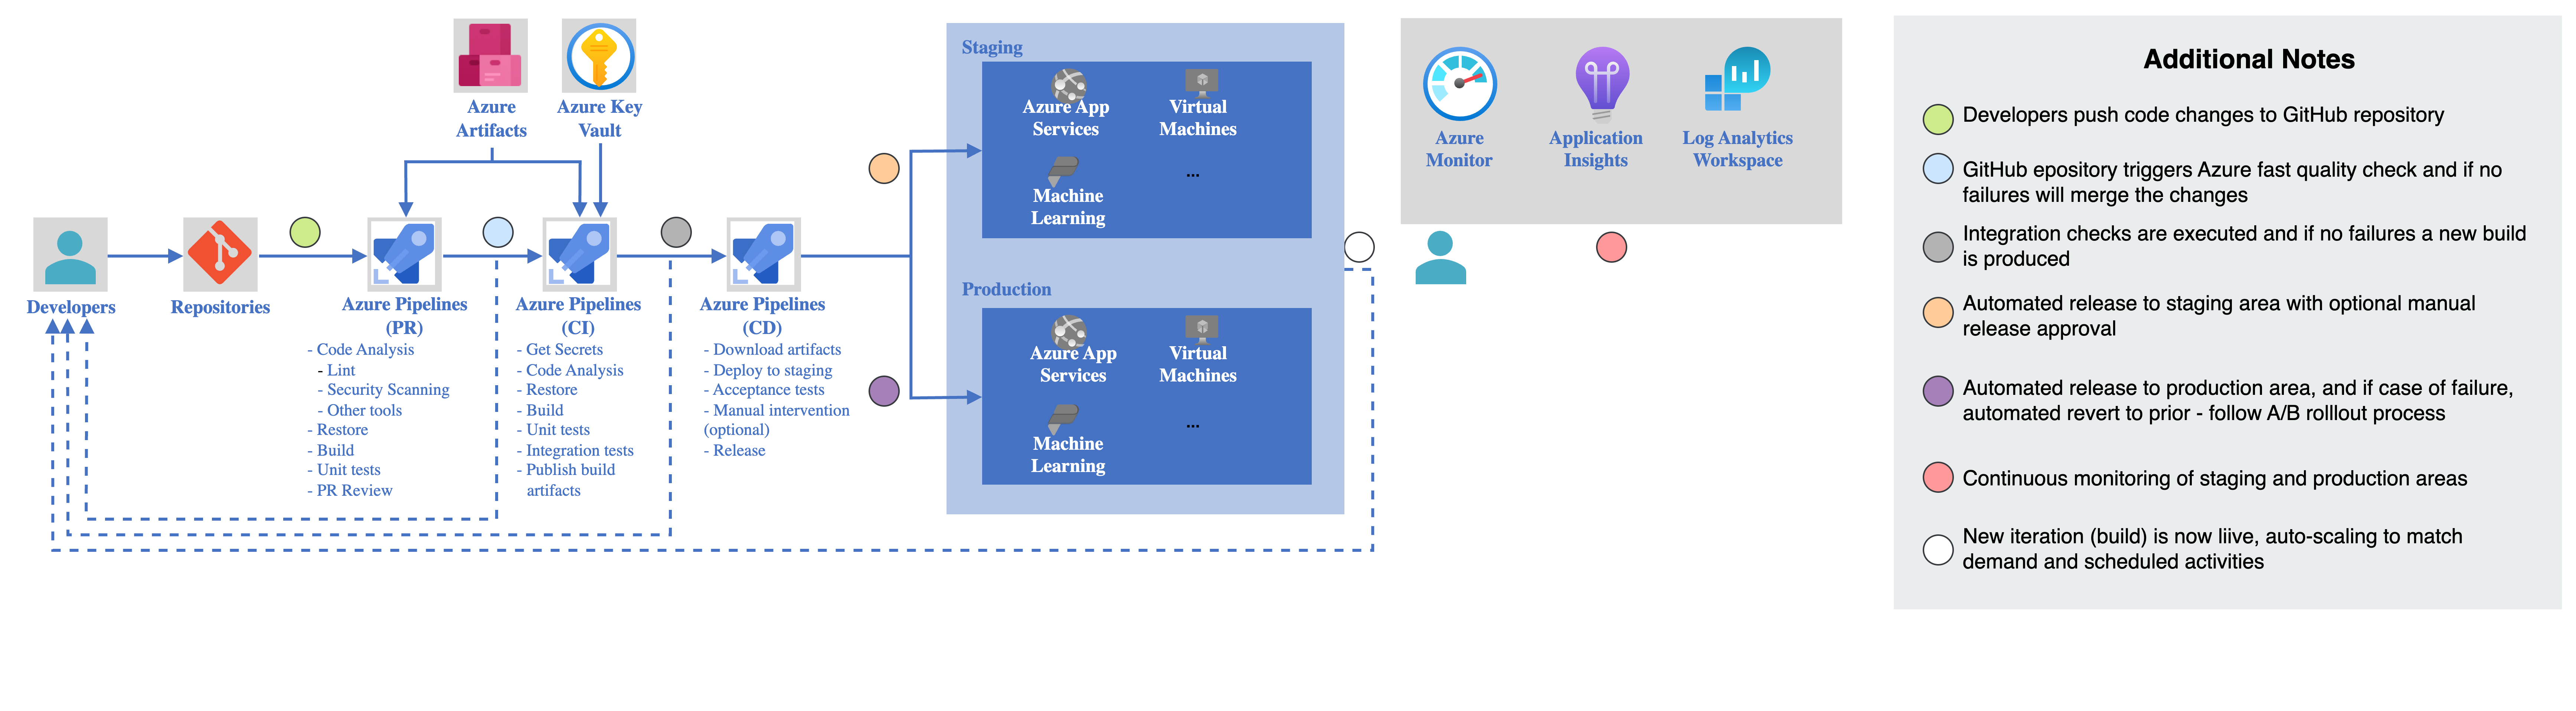 Azure
Artifacts
Azure Key
Vault
Developers
Repositories
Azure Pipelines
(PR)
- Code Analysis
- Lint
- Security Scanning
- Other tools
- Restore
- Build
- Unit tests
- PR Review
Azure Pipelines
(CI)
- Get Secrets
- Code Analysis
- Restore
- Build
- Unit tests
- Integration tests
- Publish build
artifacts
Azure Pipelines
(CD)
- Download artifacts
- Deploy to staging
- Acceptance tests
- Manual intervention
(optional)
- Release
Staging
Azure App
Services
Virtual
Machines
Machine
Learning
...
Production
Azure App
Services
Virtual
Machines
Machine
Learning
...
Azure
Monitor
Application
Insights
Log Analytics
Workspace
Additional Notes
Developers push code changes to GitHub repository
GitHub epository triggers Azure fast quality check and if no
failures will merge the changes
Integration checks are executed and if no failures a new build
is produced
Automated release to staging area with optional manual
release approval
Automated release to production area, and if case of failure,
automated revert to prior - follow A/B rolllout process
Continuous monitoring of staging and production areas
New iteration (build) is now liive, auto-scaling to match
demand and scheduled activities